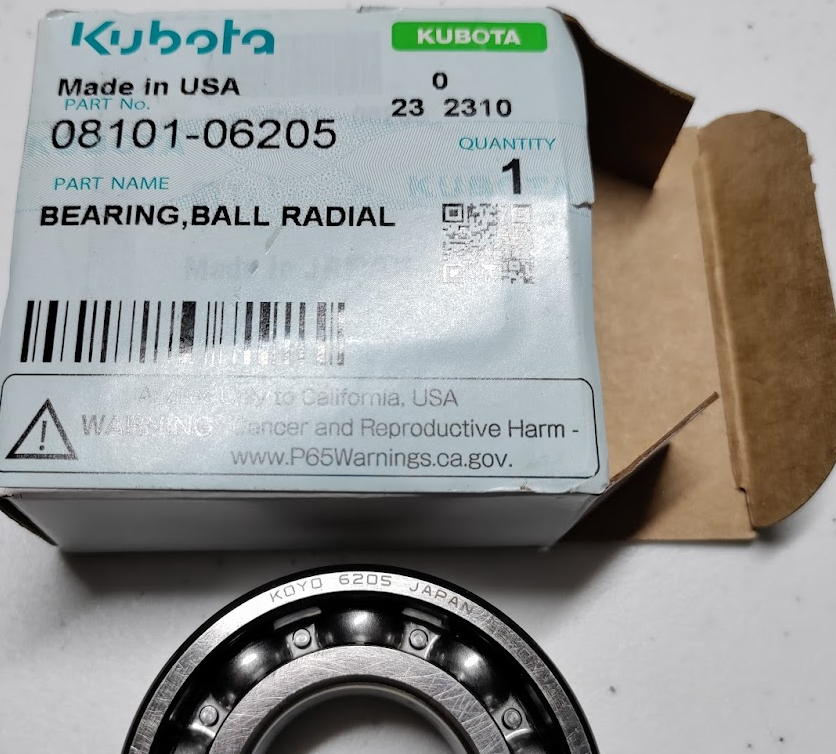 Kubota
KUBOTA
Made in USA
0
PART No.
23 2310
08101-06205
QUANTITY
1
PART NAME
BEARING,BALL RADIAL
Only to California, USA
WARNING Cancer and Reproductive Harm -
www.P65Warnings.ca.gov.
KOYO 6205 JAPAN